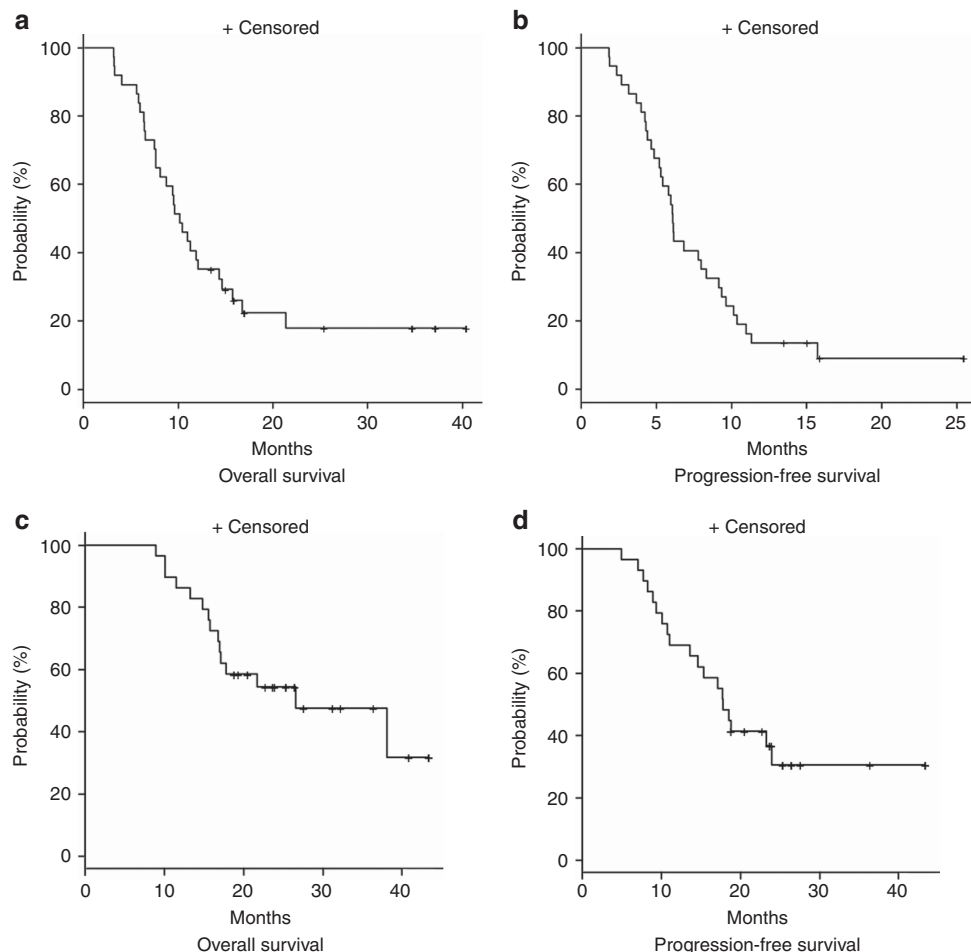 a
+ Censored
100
80
60
40
20
0
Probability (%)
0 10 20 30 40
Months
Overall survival
b
+ Censored
100
80
60
40
20
0
Probability (%)
0 5 10 15 20 25
Months
Progression-free survival
c
+ Censored
100
80
60
40
20
0
Probability (%)
0 10 20 30 40
Months
Overall survival
d
+ Censored
100
80
60
40
20
0
Probability (%)
0 10 20 30 40
Months
Progression-free survival